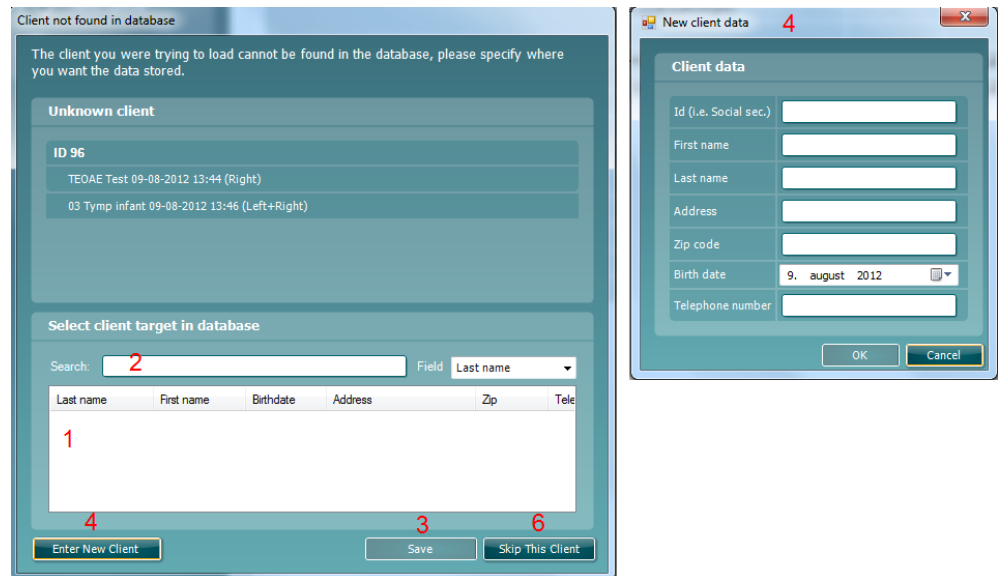 Client not found in database
The client you were trying to load cannot be found in the database, please specify where
you want the data stored.
Unknown client
ID 96
TEOAE Test 09-08-2012 13:44 (Right)
03 Tymp infant 09-08-2012 13:46 (Left+Right)
Select client target in database
Search: 2 Field Last name
Last name First name Birthdate Address Zip Tele
1
4 3 6
Enter New Client Save Skip This Client
New client data 4
Client data
Id (i.e. Social sec.)
First name
Last name
Address
Zip code
Birth date 9. august 2012
Telephone number
OK Cancel